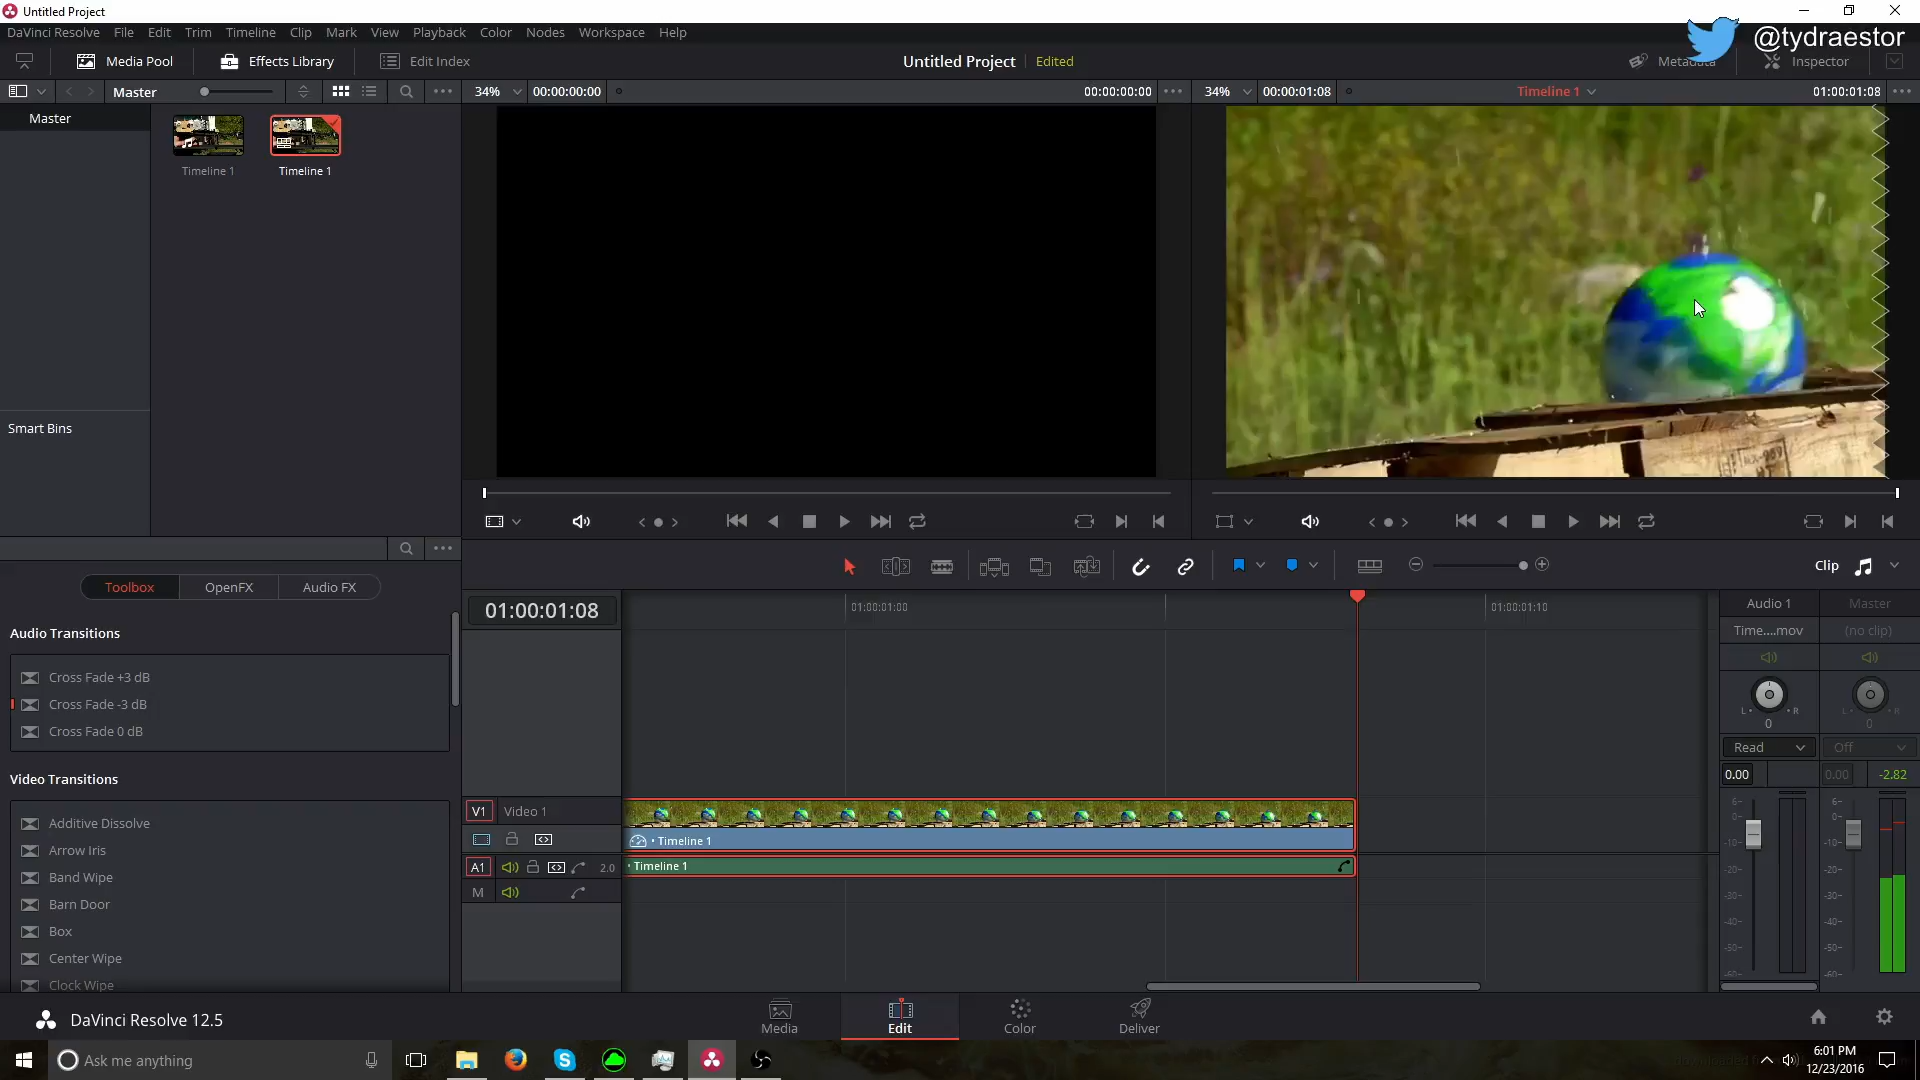 Untitled Project
DaVinci Resolve File Edit Trim Timeline Clip Mark View Playback Color Nodes Workspace Help
@tydraestor
Media Pool Effects Library Edit Index Untitled Project Edited Metadata Inspector
Master 34% 00:00:00:00 00:00:00:00 34% 00:00:01:08 Timeline 1 01:00:01:08
Master
Timeline 1 Timeline 1
Smart Bins
Clip
Toolbox OpenFX Audio FX
01:00:01:08 01:00:01:00 01:00:01:10 Audio 1 Master
Audio Transitions Time....mov (no clip)
Cross Fade +3 dB
Cross Fade -3 dB
Cross Fade 0 dB
L R 0 L R 0
Read Off
Video Transitions 0.00 0.00 -2.82
Additive Dissolve
Arrow Iris
Band Wipe
Barn Door
Box
Center Wipe
Clock Wipe
V1 Video 1
Timeline 1
A1 2.0 Timeline 1
M
6- 0- -10- -20- -30- -40- -50- -60-
6- 0- -10- -20- -30- -40- -50- -60-
DaVinci Resolve 12.5 Media Edit Color Deliver
Ask me anything
6:01 PM
12/23/2016